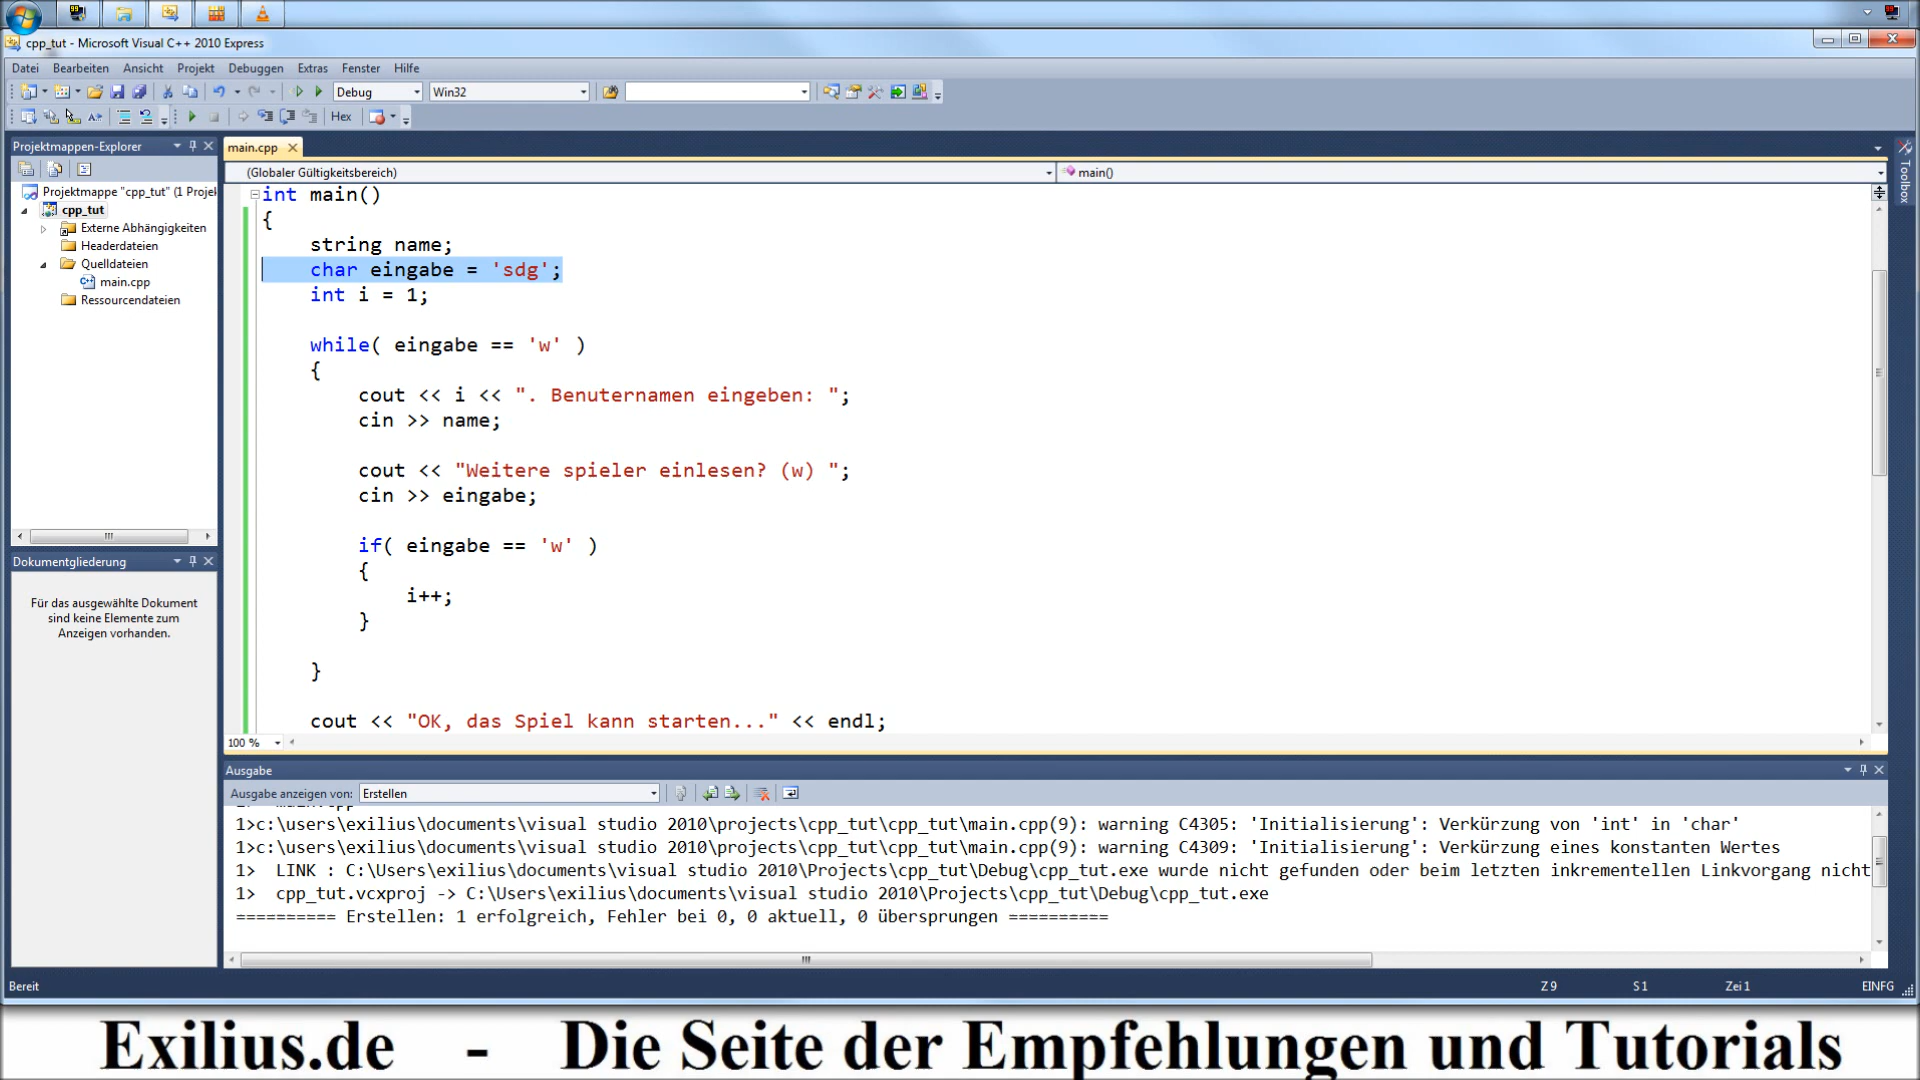 cpp_tut - Microsoft Visual C++ 2010 Express
Datei Bearbeiten Ansicht Projekt Debuggen Extras Fenster Hilfe
Debug Win32
Hex
Projektmappen-Explorer
Projektmappe "cpp_tut" (1 Projek
cpp_tut
Externe Abhängigkeiten
Headerdateien
Quelldateien
main.cpp
Ressourcendateien
Dokumentgliederung
Für das ausgewählte Dokument
sind keine Elemente zum
Anzeigen vorhanden.
main.cpp
(Globaler Gültigkeitsbereich) main()
Toolbox
int main()
{
string name;
char eingabe = 'sdg';
int i = 1;
while( eingabe == 'w' )
{
cout << i << ". Benuternamen eingeben: ";
cin >> name;
cout << "Weitere spieler einlesen? (w) ";
cin >> eingabe;
if( eingabe == 'w' )
{
i++;
}
}
cout << "OK, das Spiel kann starten..." << endl;
100 %
Ausgabe
Ausgabe anzeigen von: Erstellen
1>c:\users\exilius\documents\visual studio 2010\projects\cpp_tut\cpp_tut\main.cpp(9): warning C4305: 'Initialisierung': Verkürzung von 'int' in 'char'
1>c:\users\exilius\documents\visual studio 2010\projects\cpp_tut\cpp_tut\main.cpp(9): warning C4309: 'Initialisierung': Verkürzung eines konstanten Wertes
1> LINK : C:\Users\exilius\documents\visual studio 2010\Projects\cpp_tut\Debug\cpp_tut.exe wurde nicht gefunden oder beim letzten inkrementellen Linkvorgang nicht
1> cpp_tut.vcxproj -> C:\Users\exilius\documents\visual studio 2010\Projects\cpp_tut\Debug\cpp_tut.exe
========== Erstellen: 1 erfolgreich, Fehler bei 0, 0 aktuell, 0 übersprungen ==========
Bereit Z 9 S 1 Zei 1 EINFG
Exilius.de - Die Seite der Empfehlungen und Tutorials